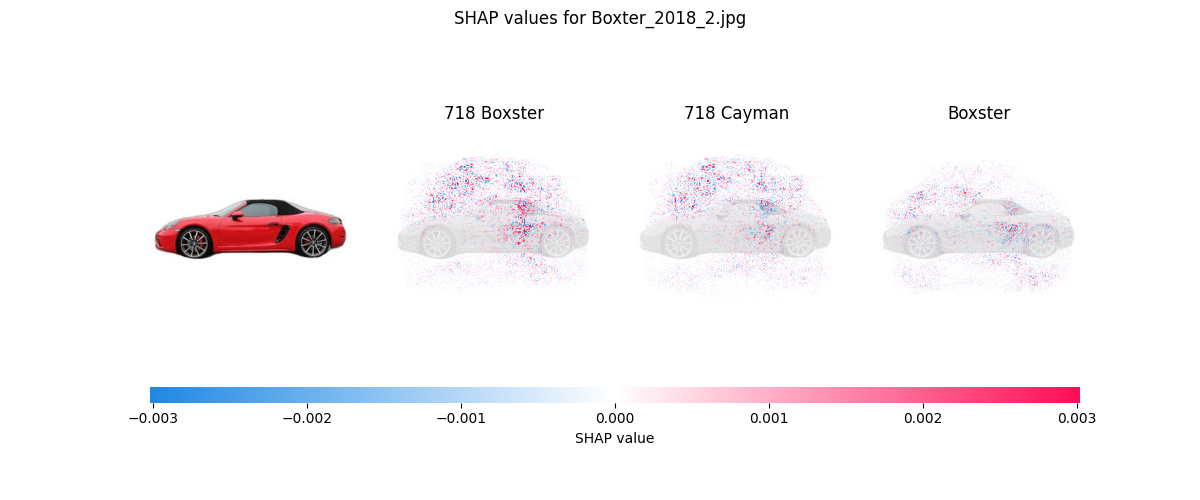 SHAP values for Boxter_2018_2.jpg
718 Boxster
718 Cayman
Boxster
−0.003 −0.002 −0.001 0.000 0.001 0.002 0.003
SHAP value